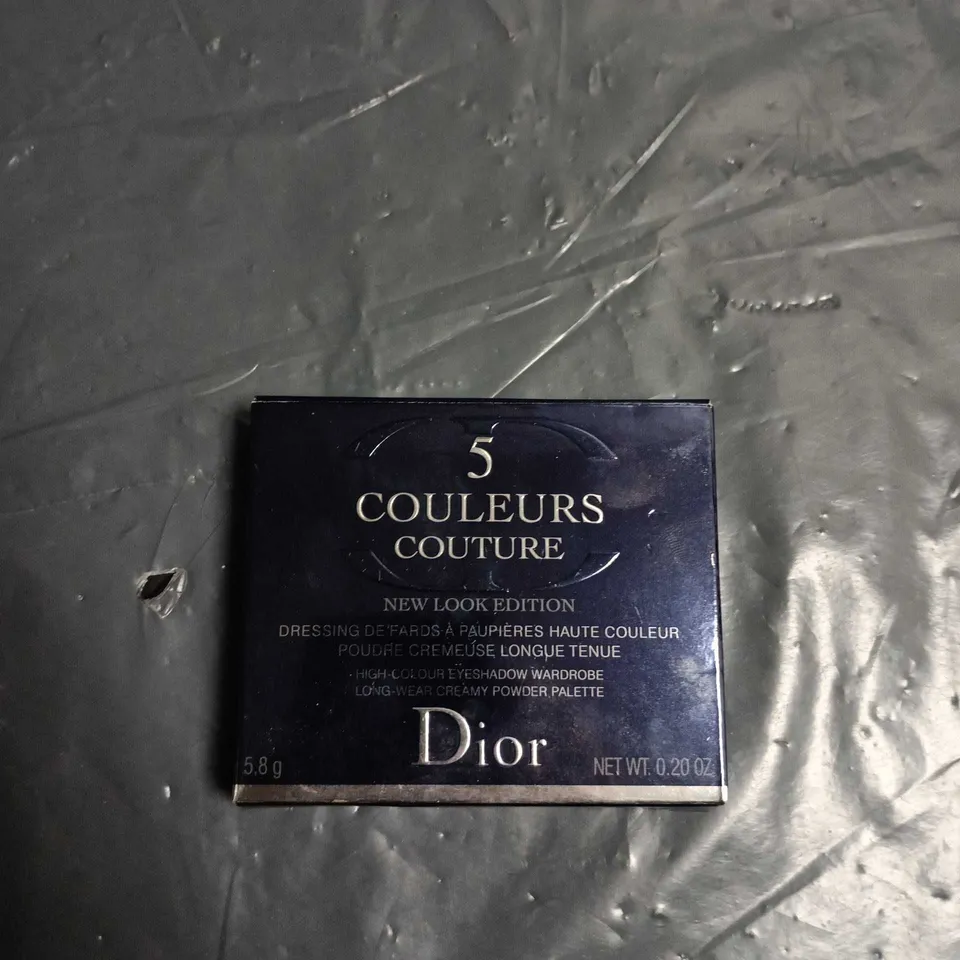 5
COULEURS
COUTURE
NEW LOOK EDITION
DRESSING DE FARDS À PAUPIÈRES HAUTE COULEUR
POUDRE CREMEUSE LONGUE TENUE
HIGH-COLOUR EYESHADOW WARDROBE
LONG-WEAR CREAMY POWDER PALETTE
Dior
5.8 g NET WT. 0.20 OZ